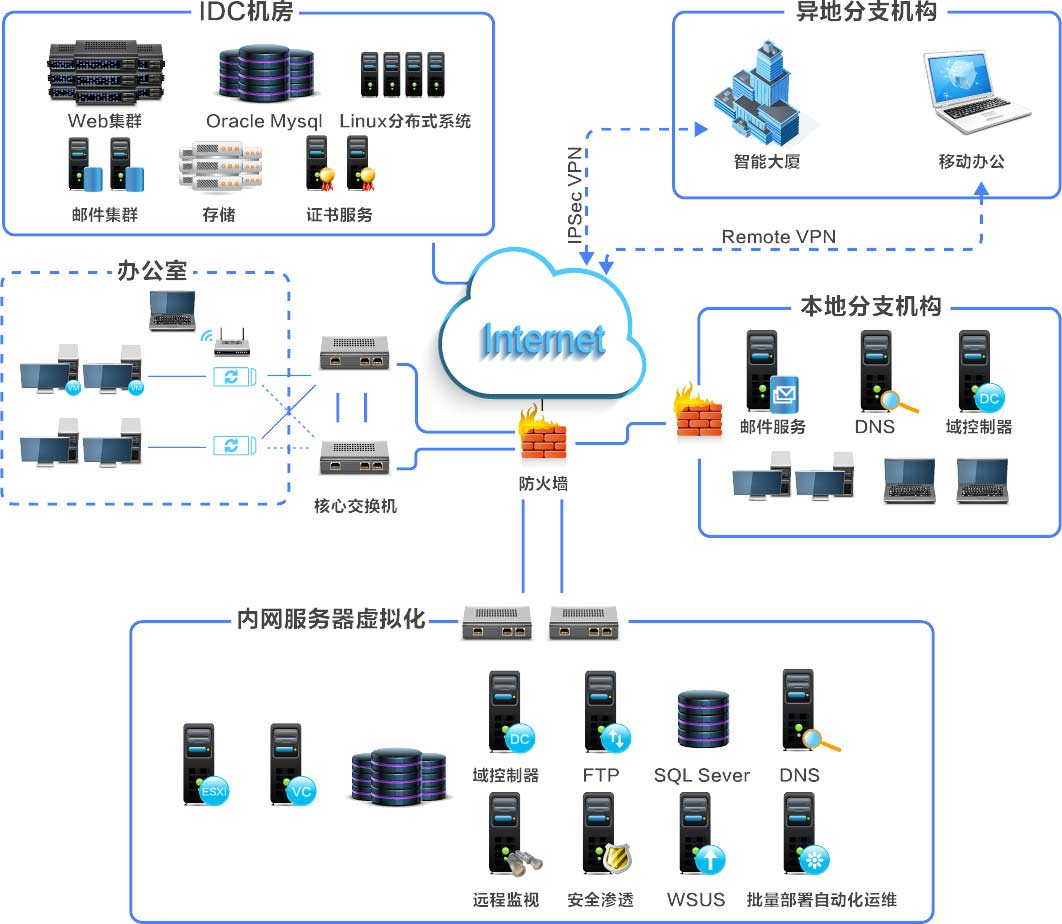 IDC机房
Web集群
Oracle Mysql
Linux分布式系统
邮件集群
存储
证书服务
异地分支机构
智能大厦
移动办公
IPSec VPN
Remote VPN
Internet
办公室
VM
VM
核心交换机
防火墙
本地分支机构
邮件服务
DNS
DC
域控制器
内网服务器虚拟化
ESXI
VC
DC
域控制器
FTP
SQL Sever
DNS
远程监视
安全渗透
WSUS
批量部署自动化运维